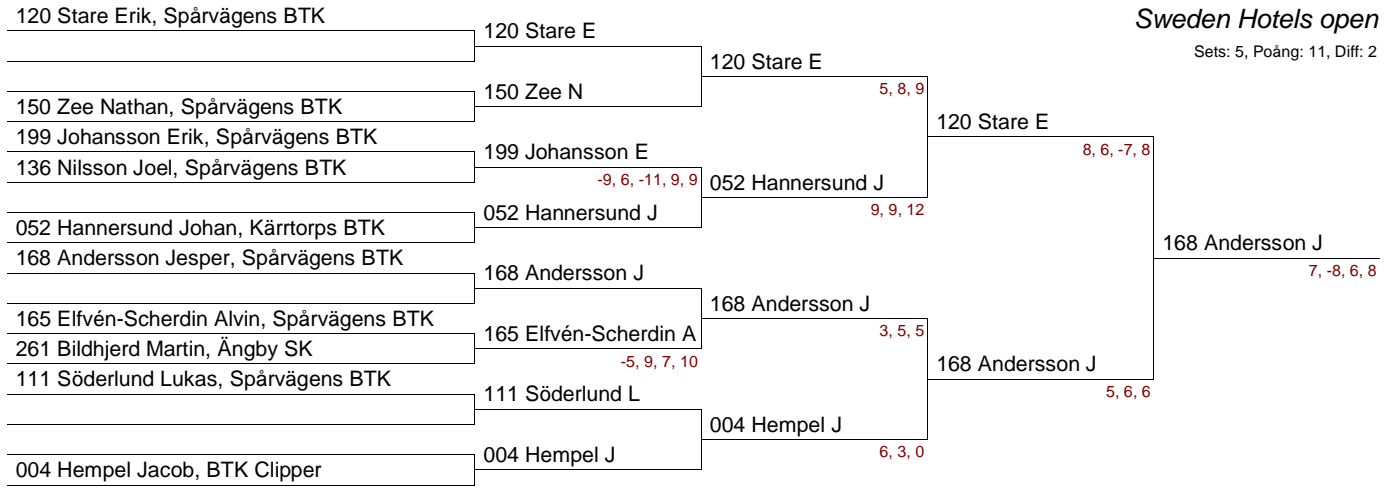 Sweden Hotels open
Sets: 5, Poång: 11, Diff: 2
120 Stare Erik, Spårvägens BTK
150 Zee Nathan, Spårvägens BTK
199 Johansson Erik, Spårvägens BTK
136 Nilsson Joel, Spårvägens BTK
052 Hannersund Johan, Kärrtorps BTK
168 Andersson Jesper, Spårvägens BTK
165 Elfvén-Scherdin Alvin, Spårvägens BTK
261 Bildhjerd Martin, Ängby SK
111 Söderlund Lukas, Spårvägens BTK
004 Hempel Jacob, BTK Clipper
120 Stare E
150 Zee N
199 Johansson E
-9, 6, -11, 9, 9
052 Hannersund J
168 Andersson J
165 Elfvén-Scherdin A
-5, 9, 7, 10
111 Söderlund L
004 Hempel J
120 Stare E
5, 8, 9
052 Hannersund J
9, 9, 12
168 Andersson J
3, 5, 5
004 Hempel J
6, 3, 0
120 Stare E
8, 6, -7, 8
168 Andersson J
5, 6, 6
168 Andersson J
7, -8, 6, 8